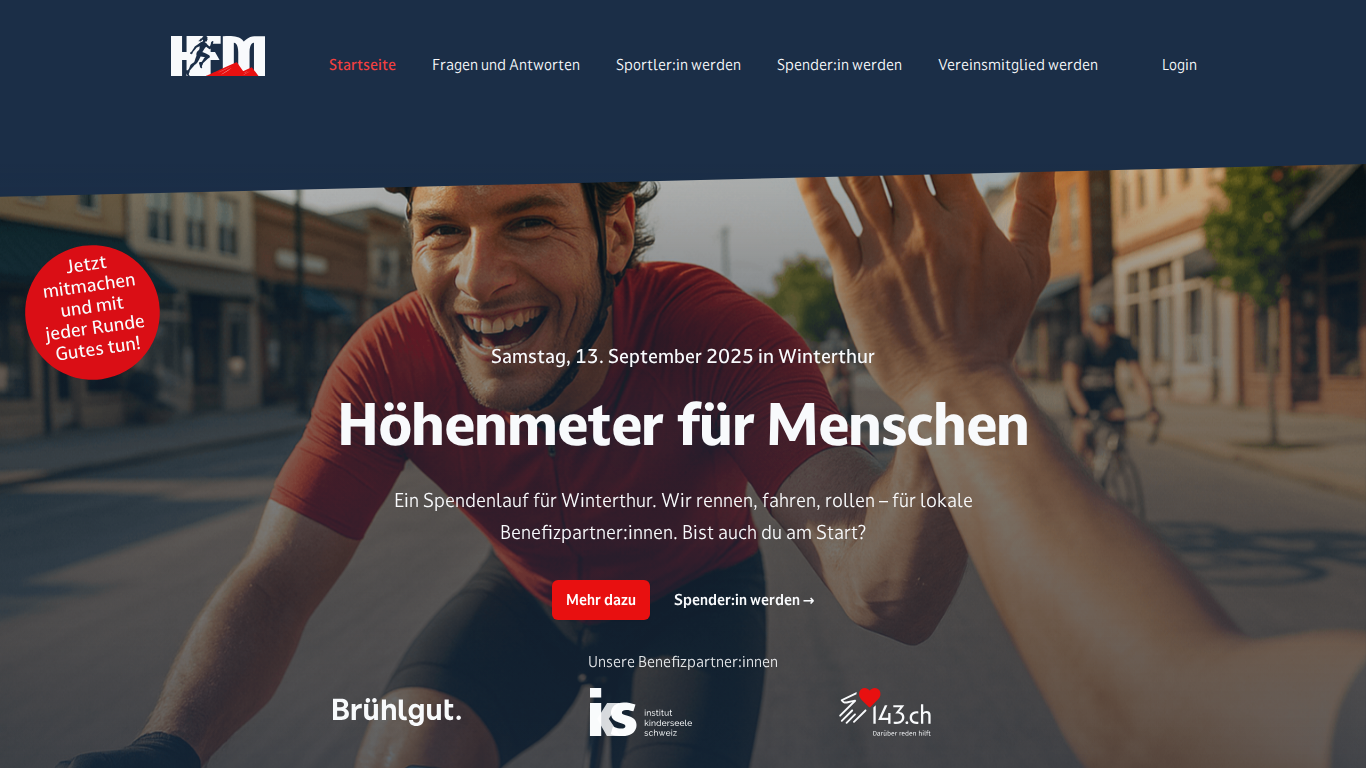 HFM
Startseite
Fragen und Antworten
Sportler:in werden
Spender:in werden
Vereinsmitglied werden
Login
Jetzt
mitmachen
und mit
jeder Runde
Gutes tun!
Samstag, 13. September 2025 in Winterthur
Höhenmeter für Menschen
Ein Spendenlauf für Winterthur. Wir rennen, fahren, rollen – für lokale
Benefizpartner:innen. Bist auch du am Start?
Mehr dazu
Spender:in werden →
Unsere Benefizpartner:innen
Brühlgut.
iks
institut
kinderseele
schweiz
143.ch
Darüber reden hilft